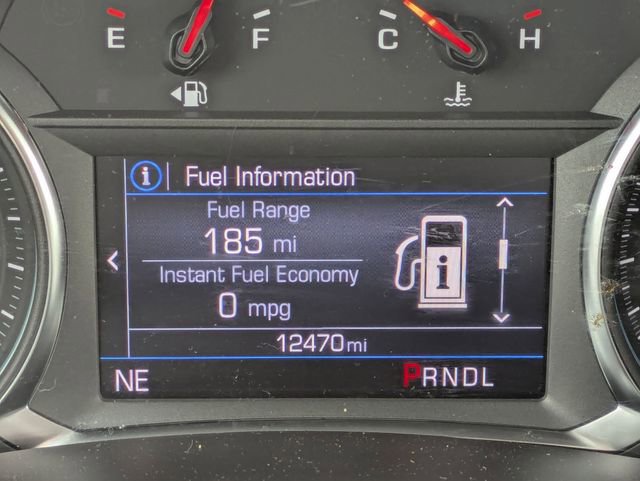 E F C H
Fuel Information
Fuel Range
185 mi
Instant Fuel Economy
0 mpg
12470mi
NE PRNDL